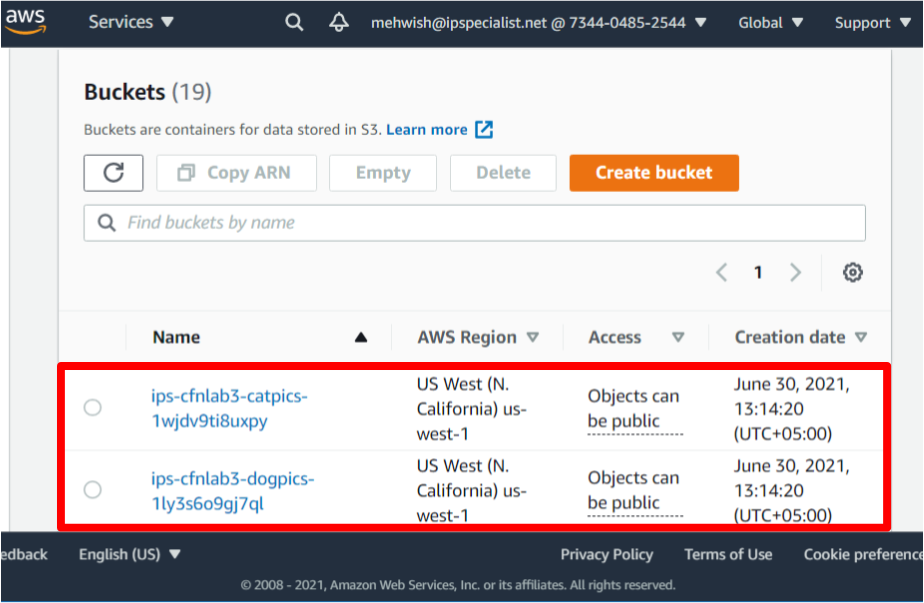 aws Services ▼ mehwish@ipspecialist.net @ 7344-0485-2544 ▼ Global ▼ Support ▼
Buckets (19)
Buckets are containers for data stored in S3. Learn more
Copy ARN Empty Delete Create bucket
Find buckets by name
1
Name ▲ AWS Region ▽ Access ▽ Creation date ▽
ips-cfnlab3-catpics-
1wjdv9ti8uxpy
US West (N.
California) us-
west-1
Objects can
be public
June 30, 2021,
13:14:20
(UTC+05:00)
ips-cfnlab3-dogpics-
1ly3s6o9gj7ql
US West (N.
California) us-
west-1
Objects can
be public
June 30, 2021,
13:14:20
(UTC+05:00)
edback English (US) ▼ Privacy Policy Terms of Use Cookie preference
© 2008 - 2021, Amazon Web Services, Inc. or its affiliates. All rights reserved.